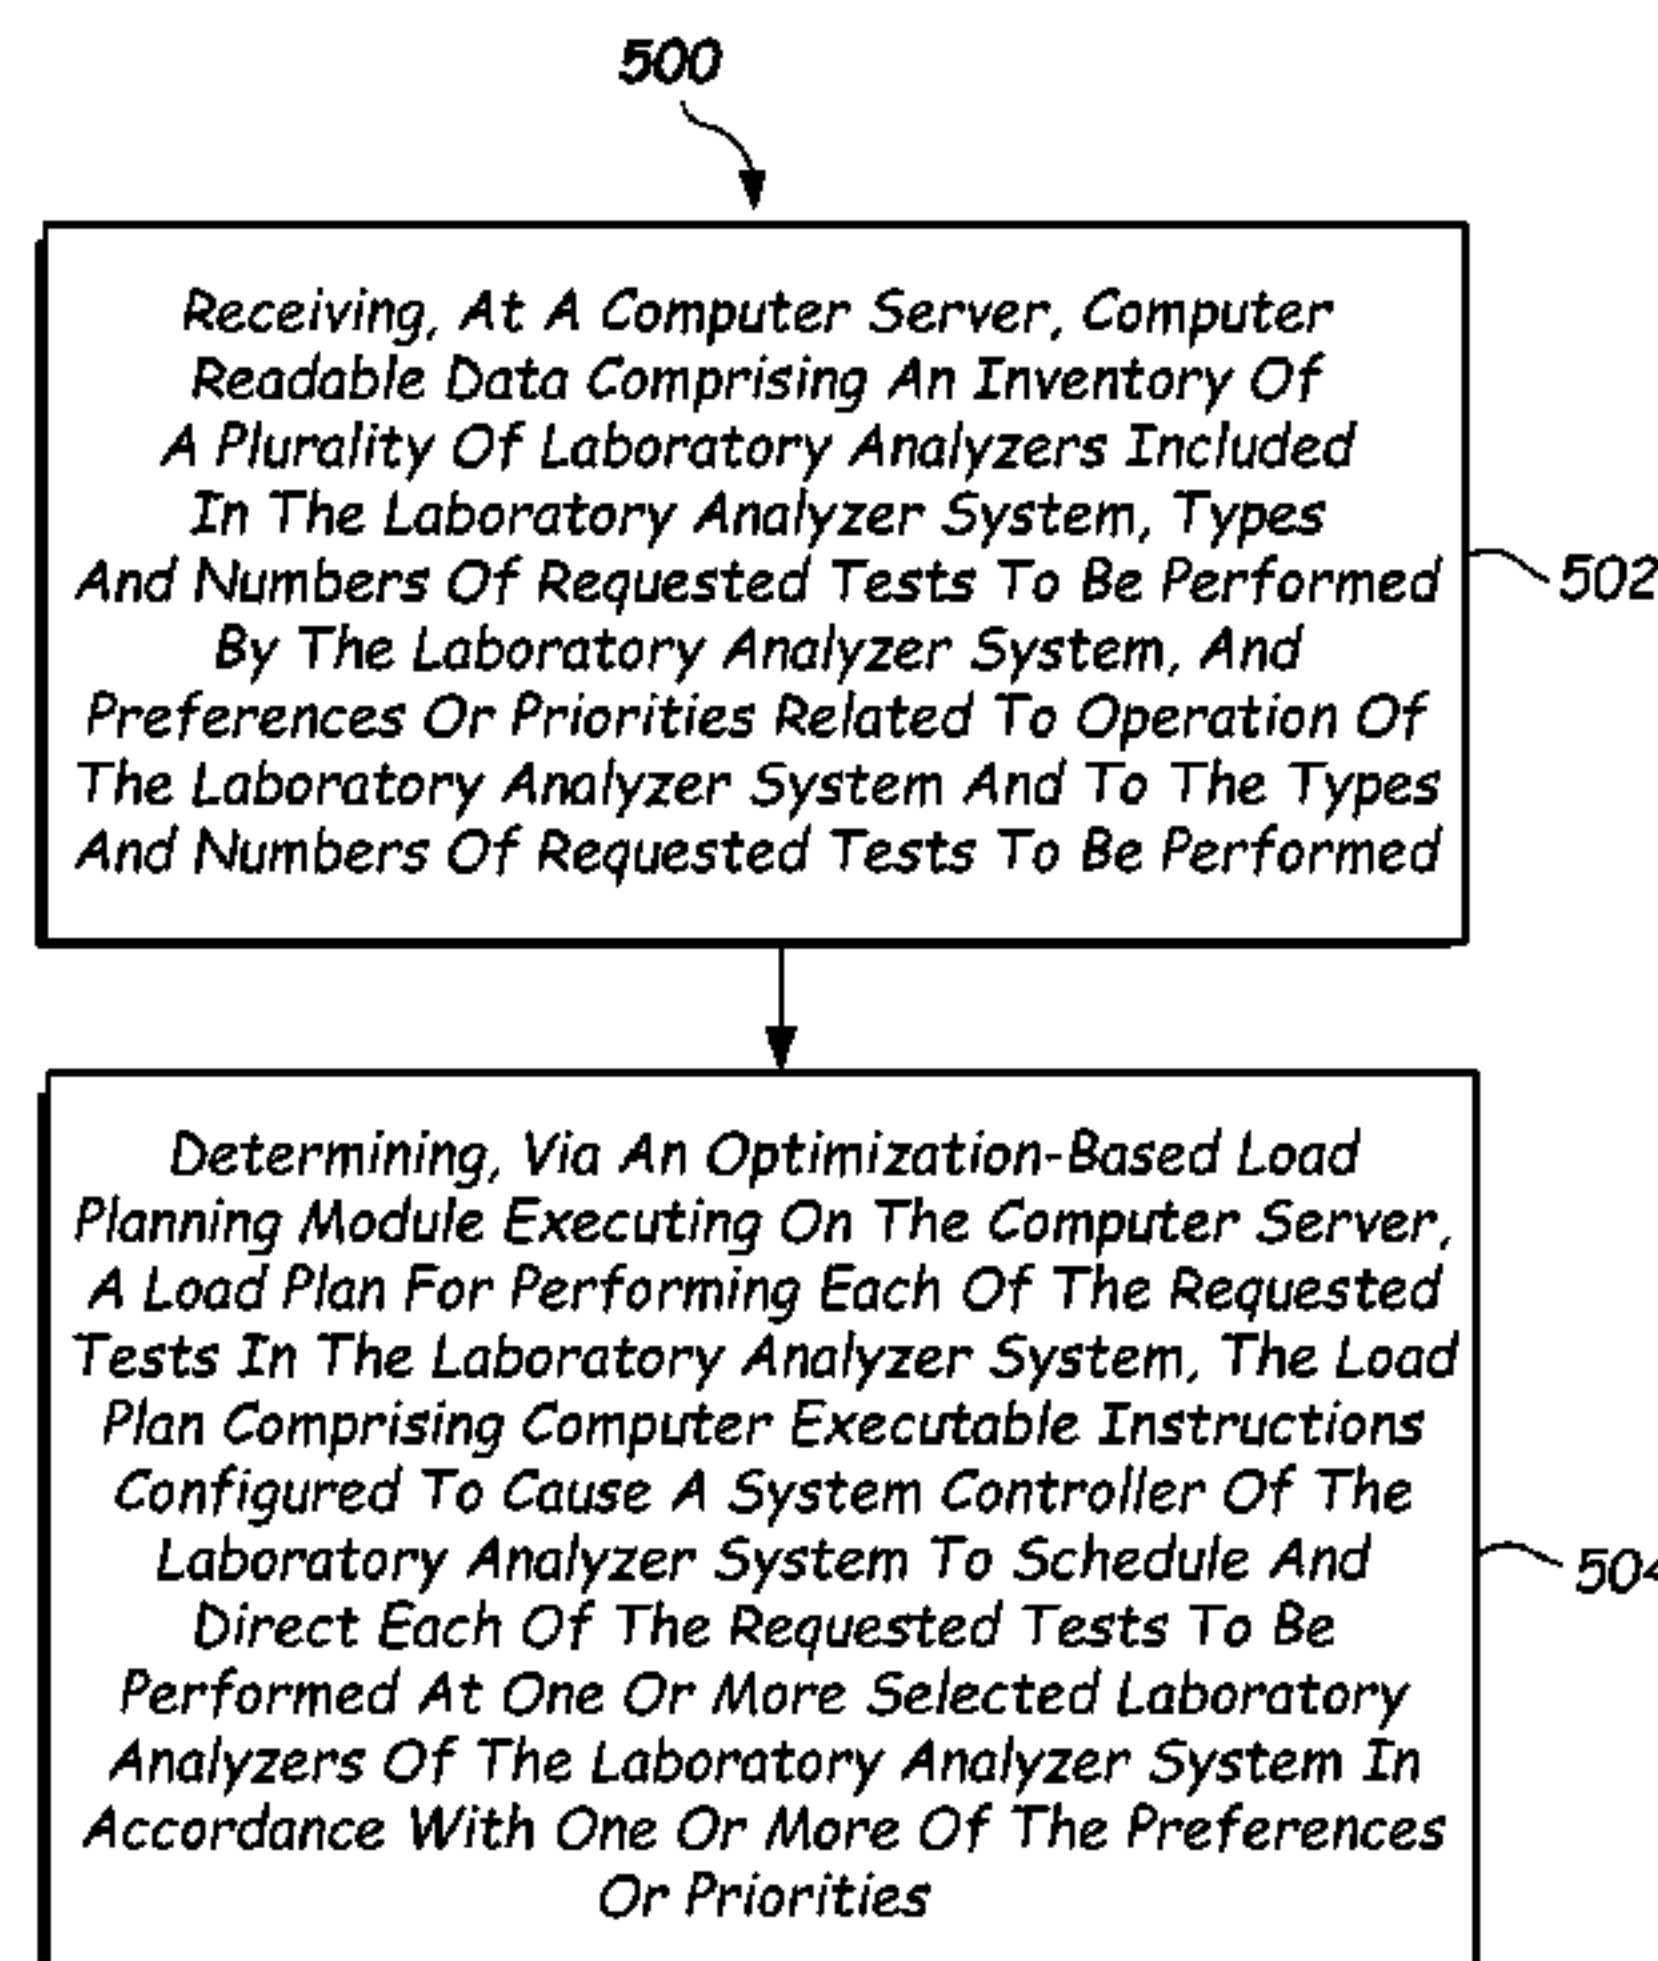 500
Receiving, At A Computer Server, Computer
Readable Data Comprising An Inventory Of
A Plurality Of Laboratory Analyzers Included
In The Laboratory Analyzer System, Types
And Numbers Of Requested Tests To Be Performed
By The Laboratory Analyzer System, And
Preferences Or Priorities Related To Operation Of
The Laboratory Analyzer System And To The Types
And Numbers Of Requested Tests To Be Performed
502
Determining, Via An Optimization-Based Load
Planning Module Executing On The Computer Server,
A Load Plan For Performing Each Of The Requested
Tests In The Laboratory Analyzer System, The Load
Plan Comprising Computer Executable Instructions
Configured To Cause A System Controller Of The
Laboratory Analyzer System To Schedule And
Direct Each Of The Requested Tests To Be
Performed At One Or More Selected Laboratory
Analyzers Of The Laboratory Analyzer System In
Accordance With One Or More Of The Preferences
Or Priorities
504